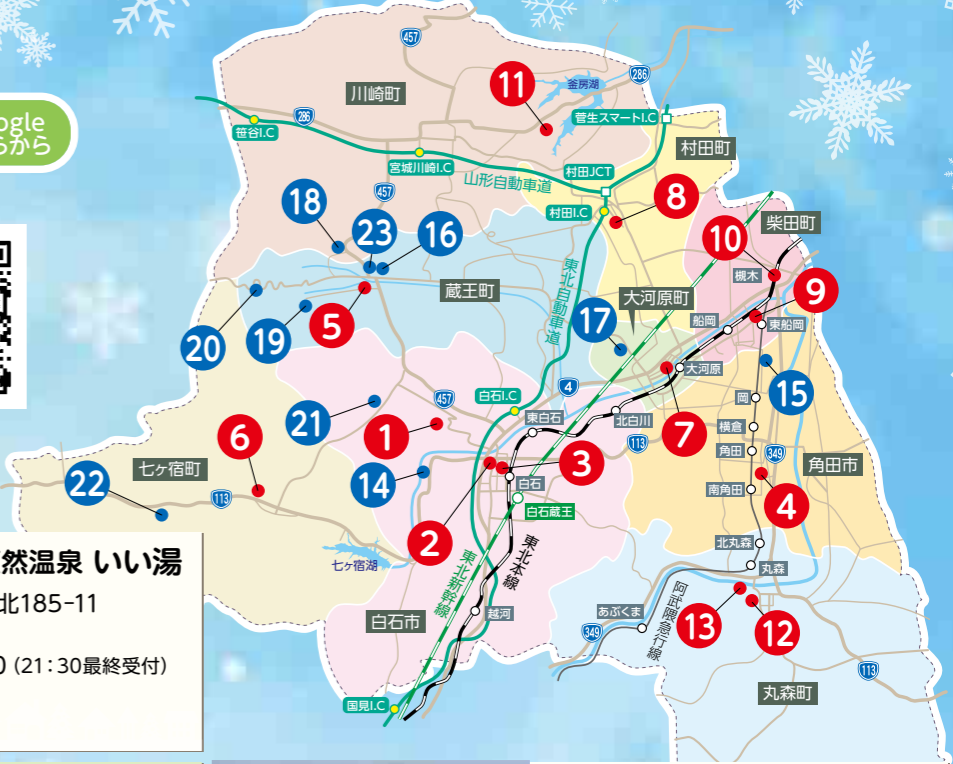 457
286
釜房湖
11
川崎町
ogle
らから
286
菅生スマートI.C
笹谷I.C
宮城川崎I.C
村田町
山形自動車道
村田JCT
457
18
村田I.C
8
柴田町
23
16
10
槻木
東北自動車道
蔵王町
大河原町
9
5
17
船岡
東船岡
20
19
大河原
15
白石I.C
4
岡
457
東白石
北白川
21
1
113
7
横倉
角田
349
角田市
6
七ヶ宿町
14
白石
3
南角田
4
22
113
白石蔵王
2
北丸森
然温泉 いい湯
七ヶ宿湖
東北新幹線
東北本線
丸森
北185-11
白石市
越河
阿武隈急行線
あぶくま
349
13
12
0 (21:30最終受付)
113
丸森町
国見I.C